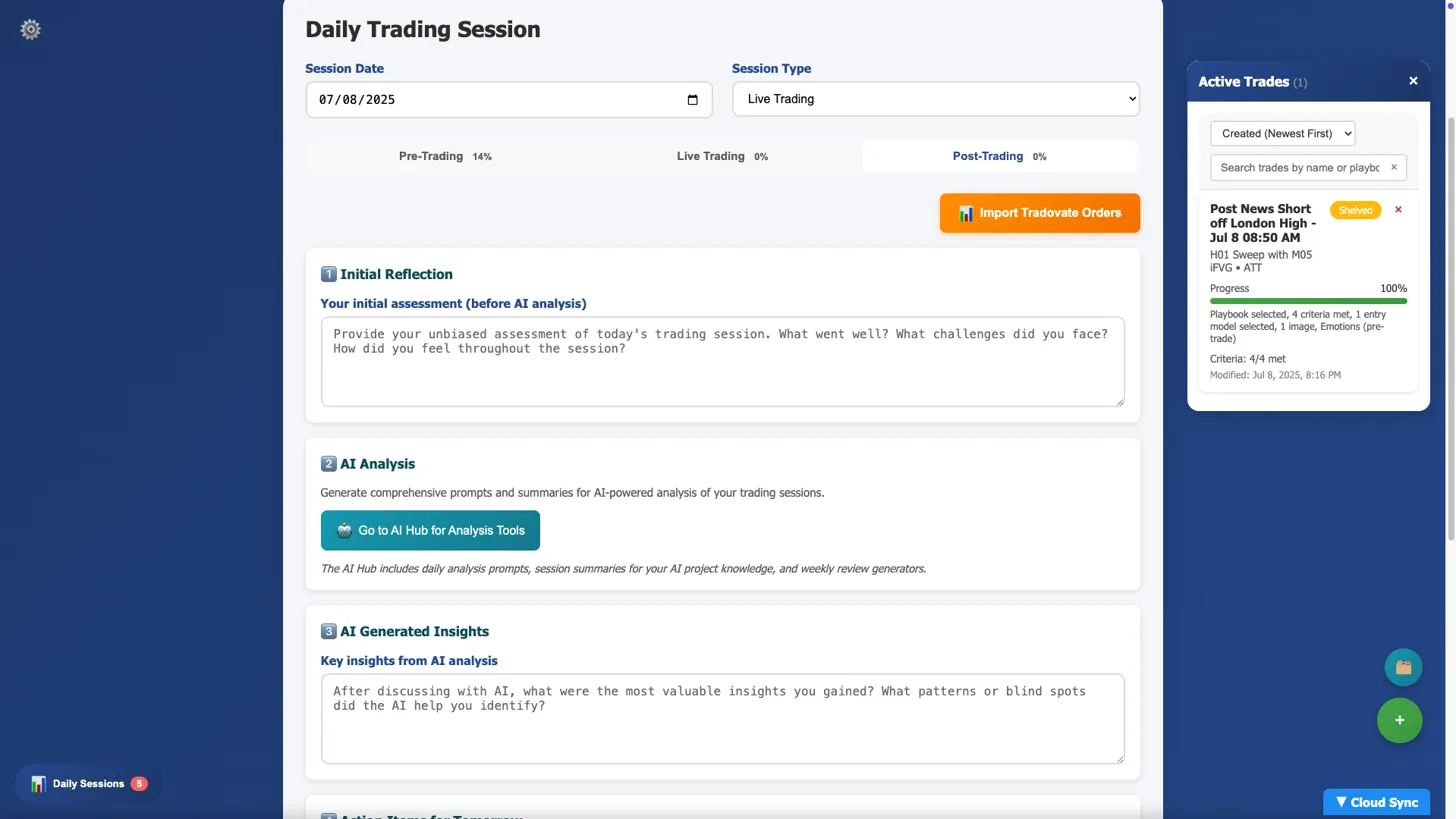 Daily Trading Session
Session Date
Session Type
07/08/2025
Live Trading
Pre-Trading 14%
Live Trading 0%
Post-Trading 0%
Import Tradovate Orders
1 Initial Reflection
Your initial assessment (before AI analysis)
Provide your unbiased assessment of today's trading session. What went well? What challenges did you face?
How did you feel throughout the session?
2 AI Analysis
Generate comprehensive prompts and summaries for AI-powered analysis of your trading sessions.
Go to AI Hub for Analysis Tools
The AI Hub includes daily analysis prompts, session summaries for your AI project knowledge, and weekly review generators.
3 AI Generated Insights
Key insights from AI analysis
After discussing with AI, what were the most valuable insights you gained? What patterns or blind spots
did the AI help you identify?
Action Items for Tomorrow
Active Trades (1)
×
Created (Newest First)
Search trades by name or playbo ×
Post News Short
off London High -
Jul 8 08:50 AM
Shelved
×
H01 Sweep with M05
iFVG • ATT
Progress 100%
Playbook selected, 4 criteria met, 1 entry
model selected, 1 image, Emotions (pre-
trade)
Criteria: 4/4 met
Modified: Jul 8, 2025, 8:16 PM
+
Daily Sessions 5
▼ Cloud Sync